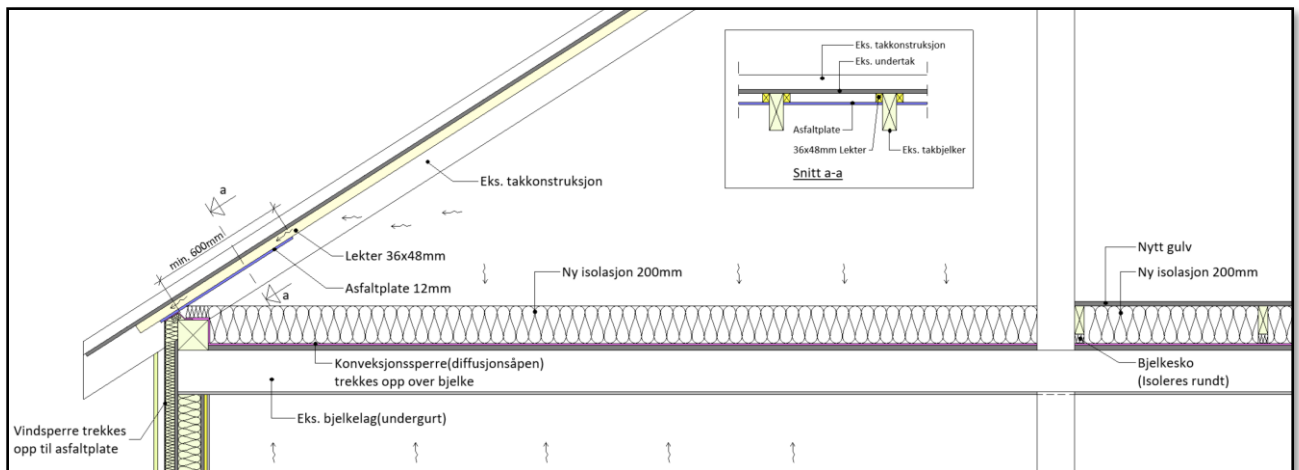 Eks. takkonstruksjon
Eks. undertak
Asfaltplate
36x48mm Lekter
Eks. takbjelker
Snitt a-a
a
min. 600mm
Eks. takkonstruksjon
Lekter 36x48mm
a
Asfaltplate 12mm
Ny isolasjon 200mm
Nytt gulv
Ny isolasjon 200mm
Konveksjonssperre(diffusjonsåpen)
trekkes opp over bjelke
Bjelkesko
(Isoleres rundt)
Eks. bjelkelag(undergurt)
Vindsperre trekkes
opp til asfaltplate